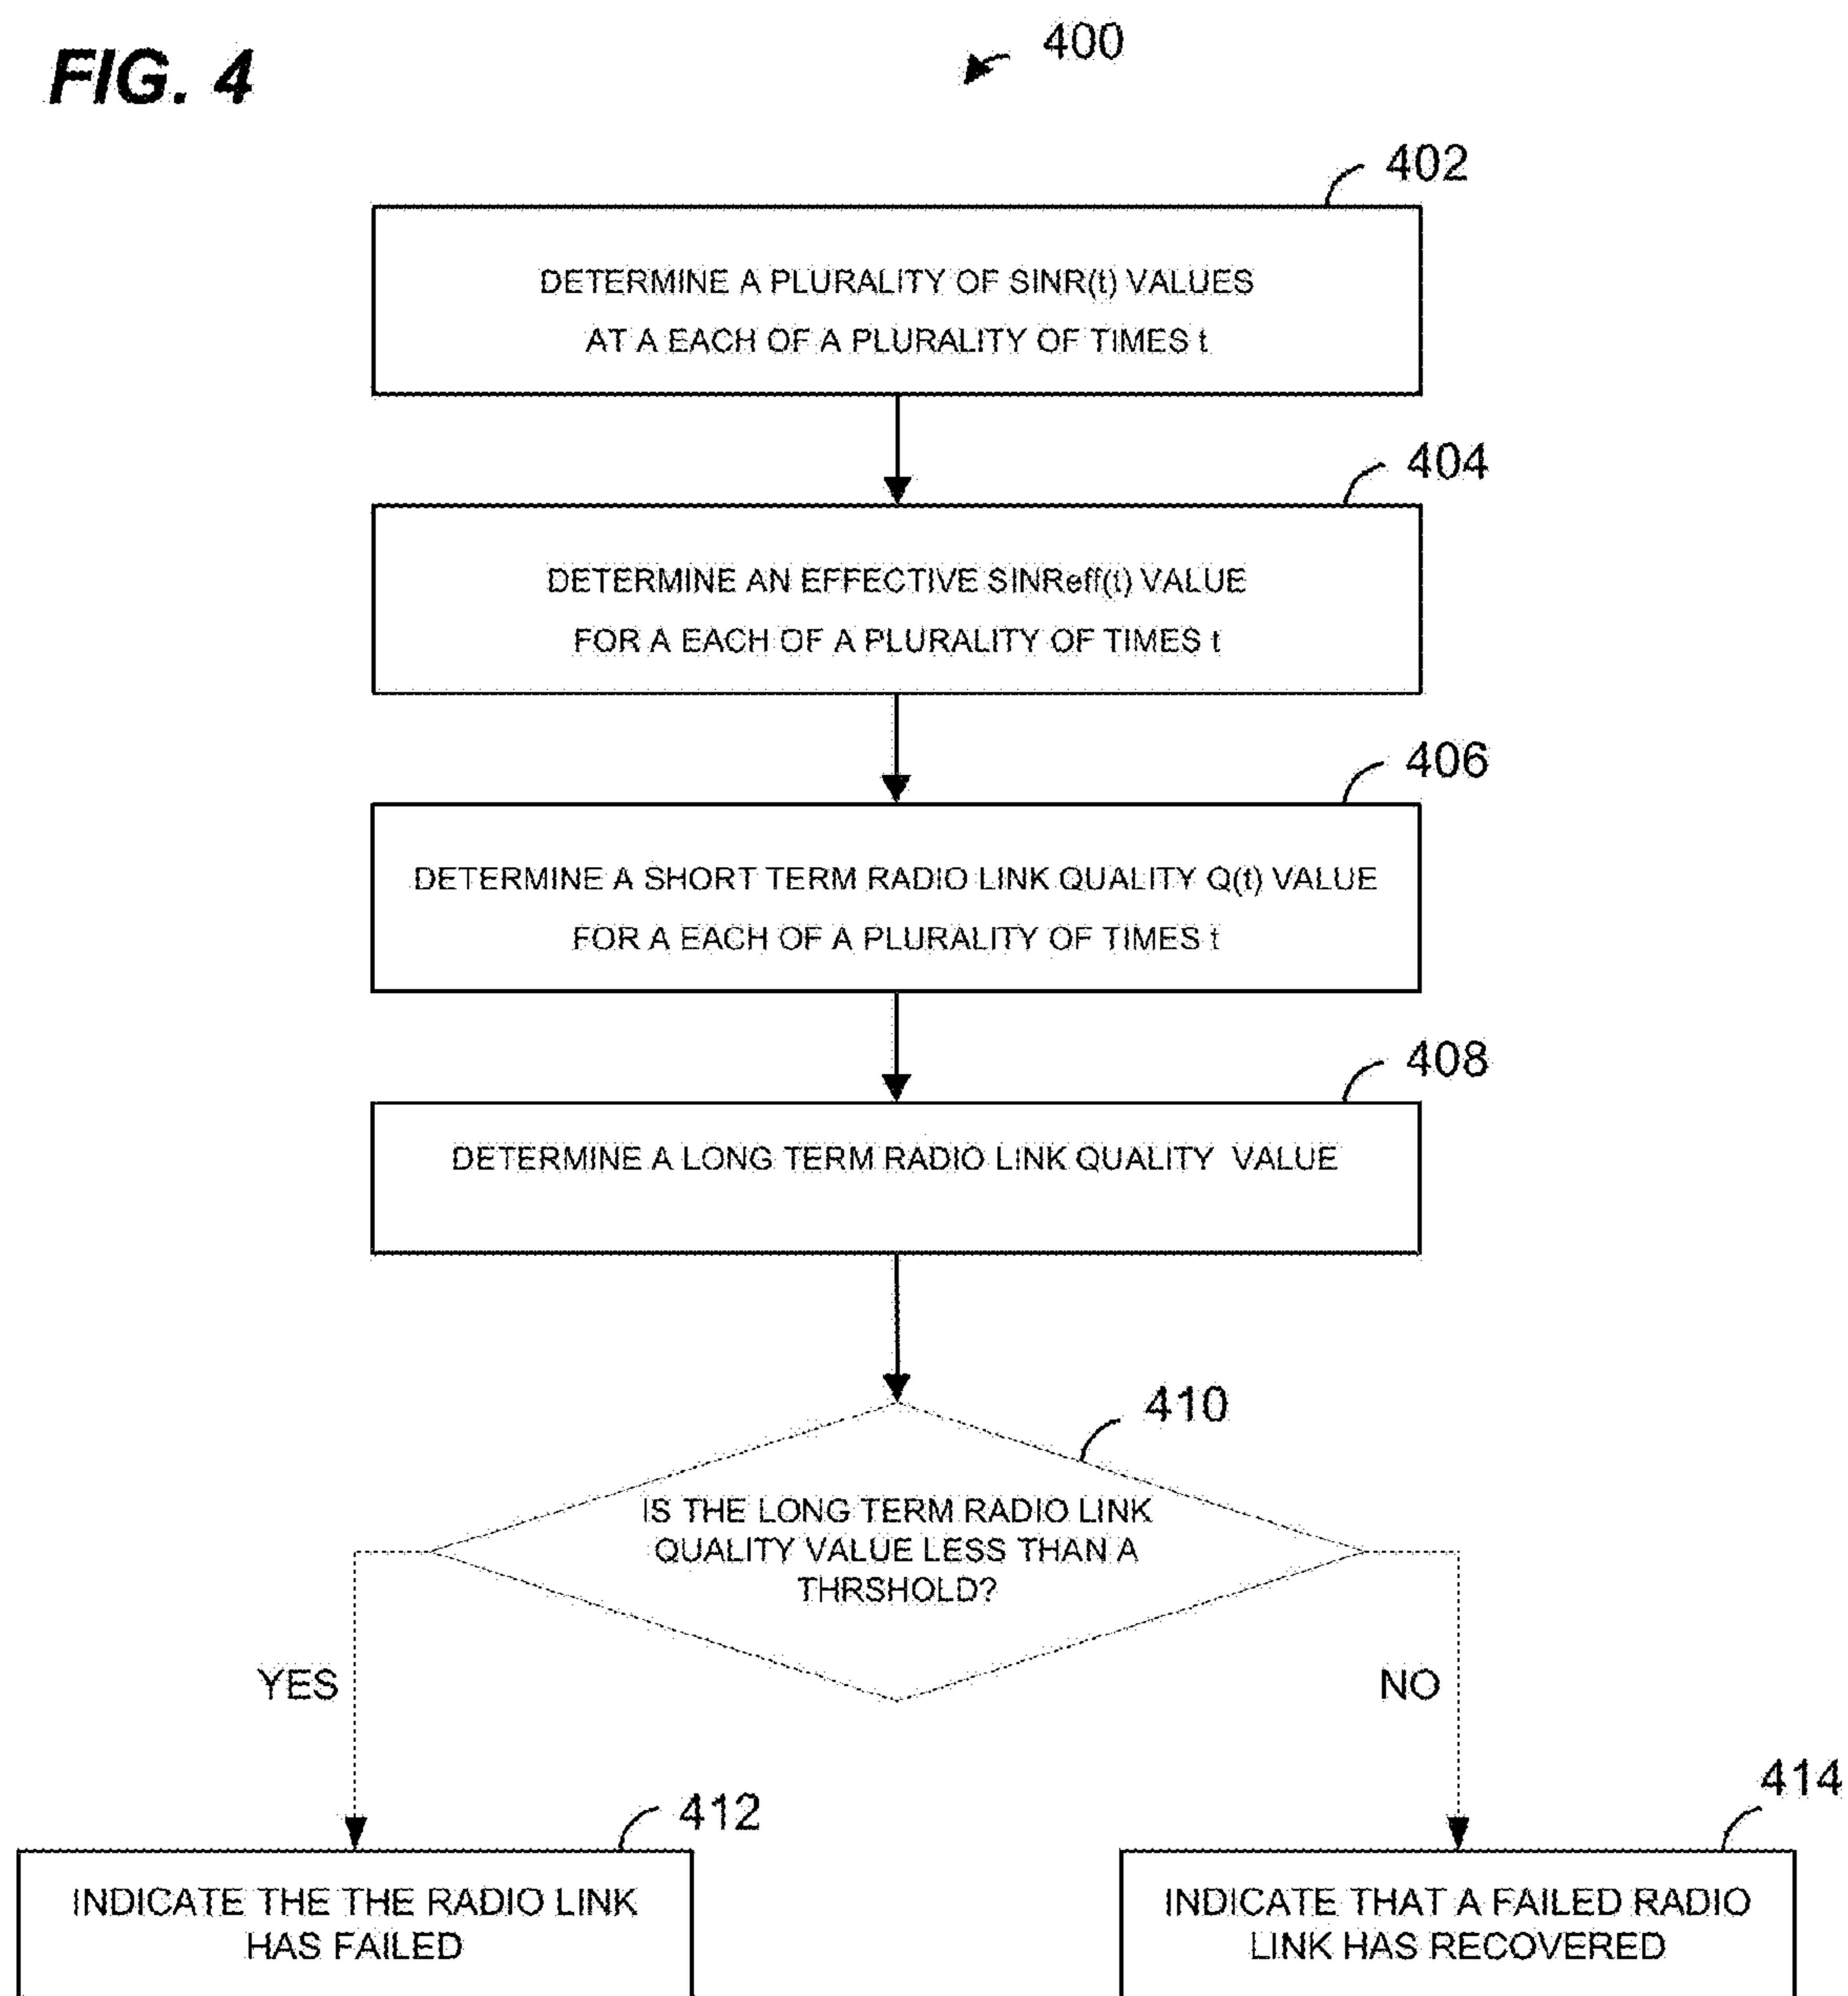 FIG. 4
400
402
DETERMINE A PLURALITY OF SINR(t) VALUES
AT A EACH OF A PLURALITY OF TIMES t
404
DETERMINE AN EFFECTIVE SINReff(t) VALUE
FOR A EACH OF A PLURALITY OF TIMES t
406
DETERMINE A SHORT TERM RADIO LINK QUALITY Q(t) VALUE
FOR A EACH OF A PLURALITY OF TIMES t
408
DETERMINE A LONG TERM RADIO LINK QUALITY VALUE
410
IS THE LONG TERM RADIO LINK
QUALITY VALUE LESS THAN A
THRSHOLD?
YES
NO
412
INDICATE THE THE RADIO LINK
HAS FAILED
414
INDICATE THAT A FAILED RADIO
LINK HAS RECOVERED